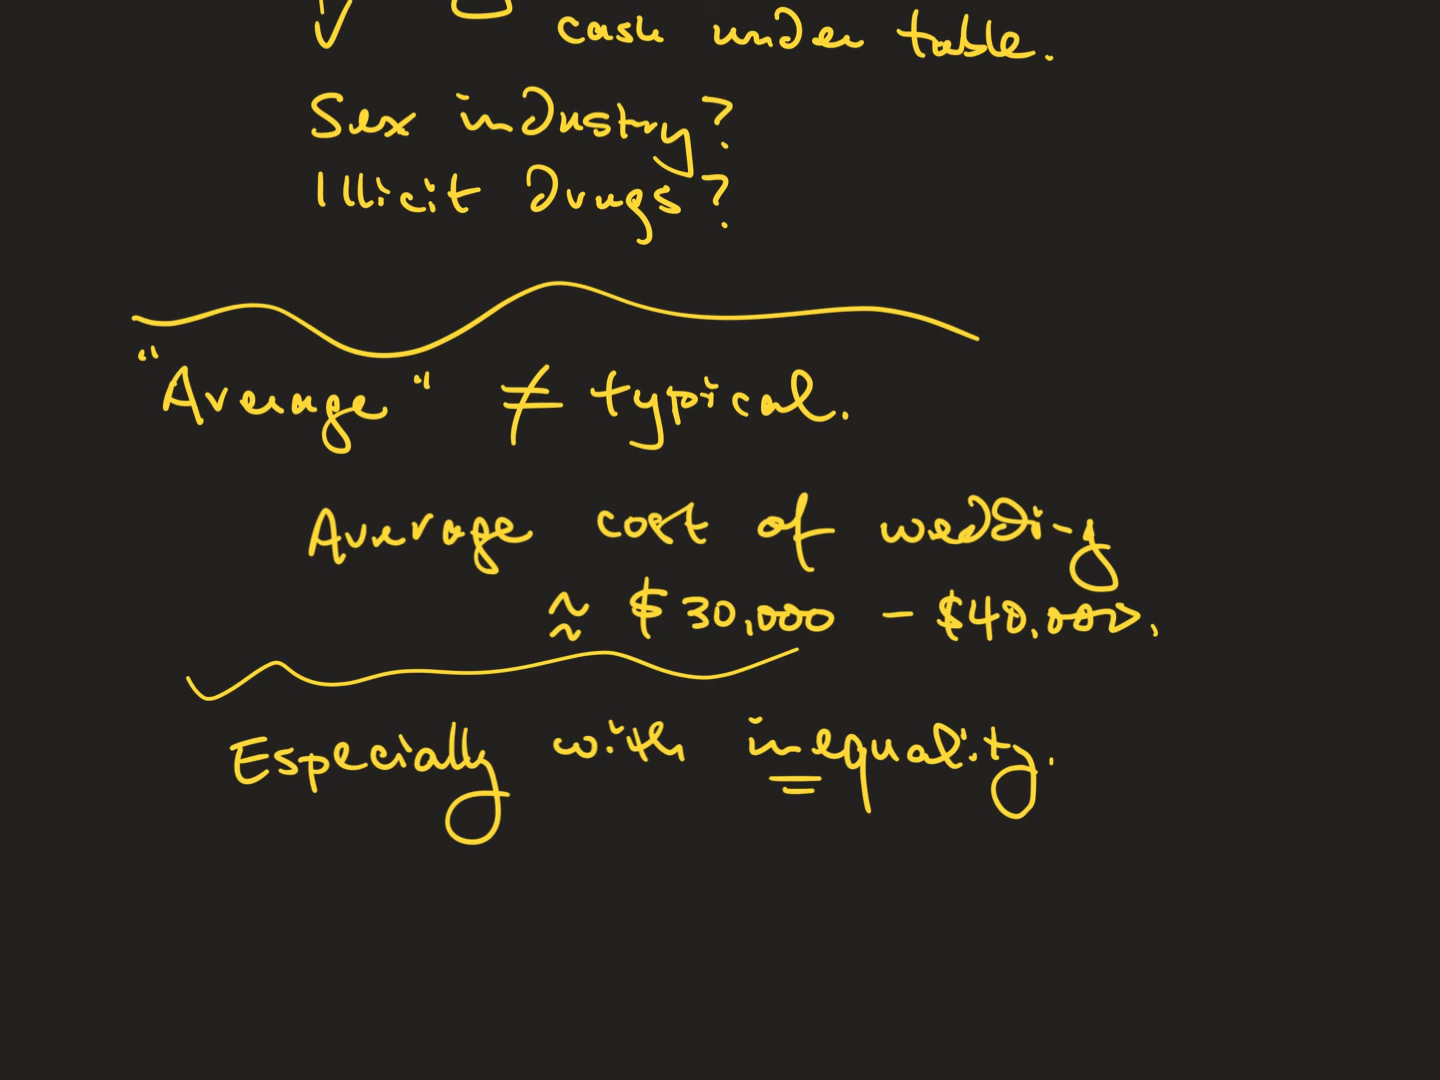 cash under table.
Sex industry?
Illicit Drugs?
"Average" ≠ typical.
Average cost of wedding
≈ $30,000 - $40,000.
Especially with inequality.